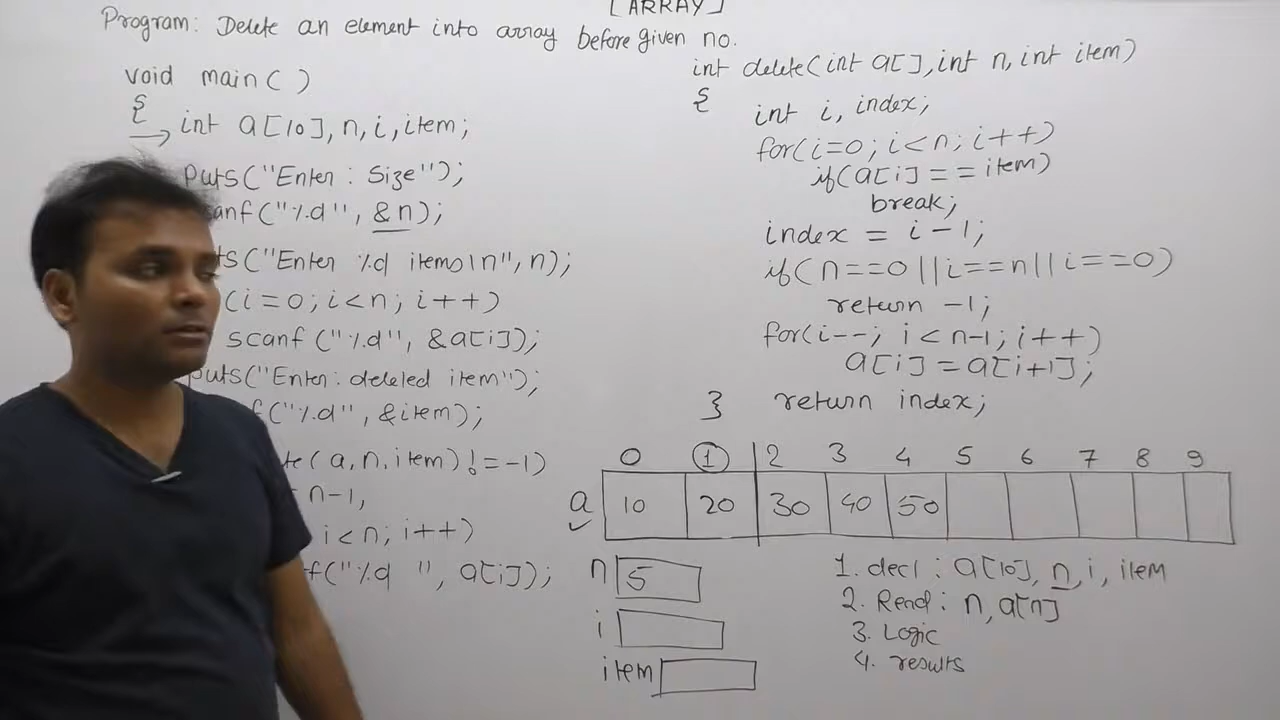 [ARRAY]
Program: Delete an element into array before given no.
void main( )
{
int a[10], n, i, item;
puts("Enter: Size");
canf("%d", &n);
ts("Enter %d items\n", n);
(i=0; i<n; i++)
scanf("%d", &a[i]);
puts("Enter: deleted item");
f("%d", &item);
te(a, n, item) != -1)
n-1,
i<n; i++)
f("%d ", a[i]);
int delete(int a[], int n, int item)
{
int i, index;
for(i=0; i<n; i++)
if(a[i]==item)
break;
index = i-1;
if(n==0||i==n||i==0)
return -1;
for(i--; i<n-1; i++)
a[i]=a[i+1];
} return index;
0 1 2 3 4 5 6 7 8 9
a 10 20 30 40 50
n 5
i
item
1. decl: a[10], n, i, item
2. Read: n, a[n]
3. Logic
4. results